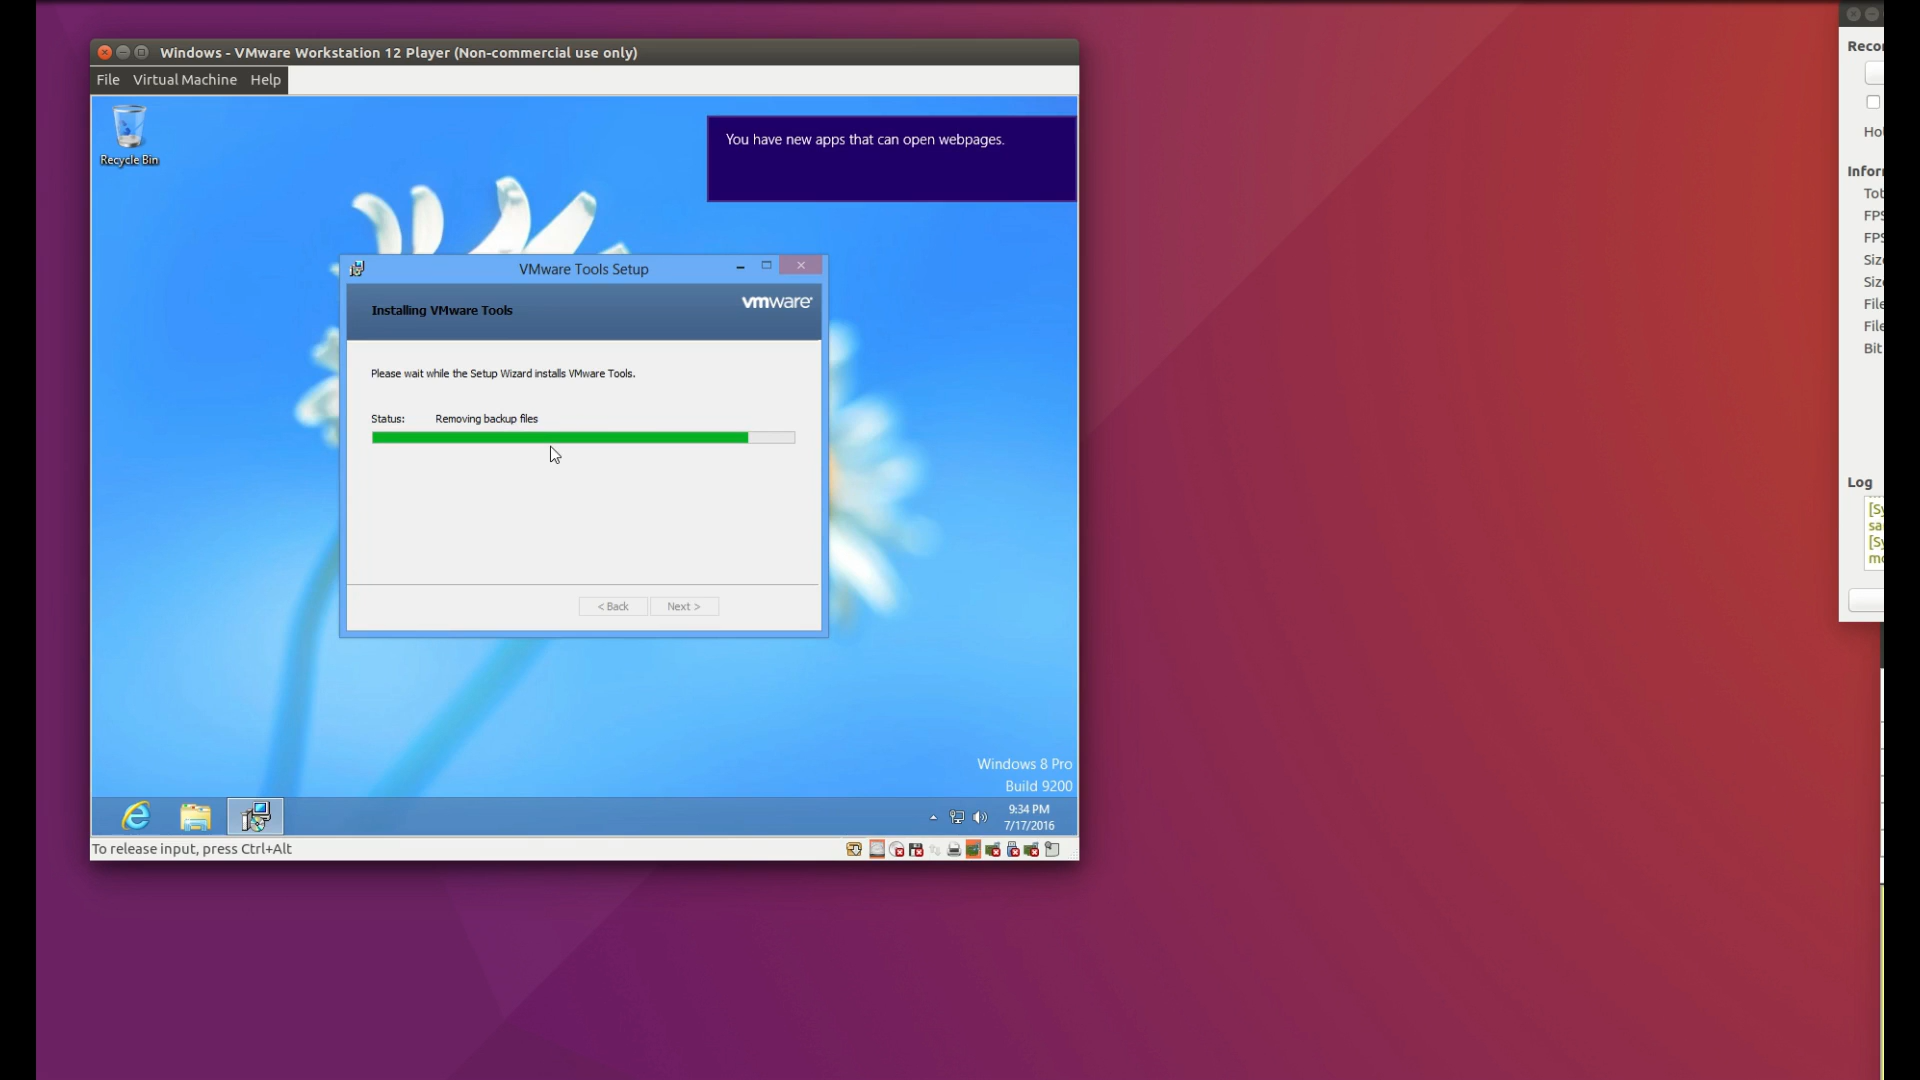 Windows - VMware Workstation 12 Player (Non-commercial use only)
File Virtual Machine Help
Recycle Bin
You have new apps that can open webpages.
VMware Tools Setup
Installing VMware Tools
vmware
Please wait while the Setup Wizard installs VMware Tools.
Status: Removing backup files
< Back Next >
Windows 8 Pro
Build 9200
9:34 PM
7/17/2016
To release input, press Ctrl+Alt
Log